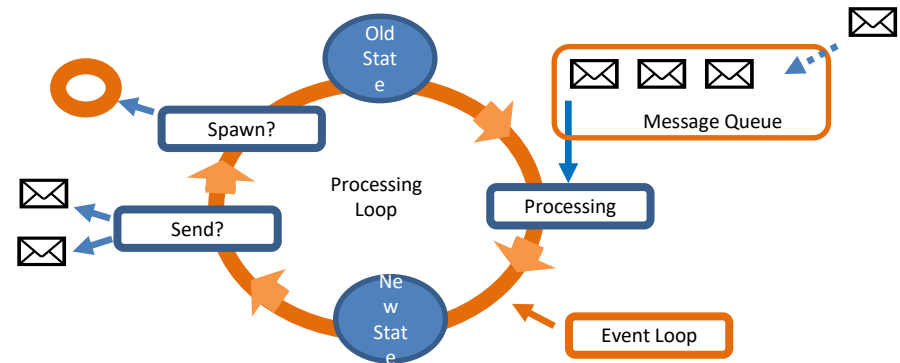 Old
Stat
e
Spawn?
Message Queue
Processing
Loop
Processing
Send?
Ne
w
Stat
e
Event Loop